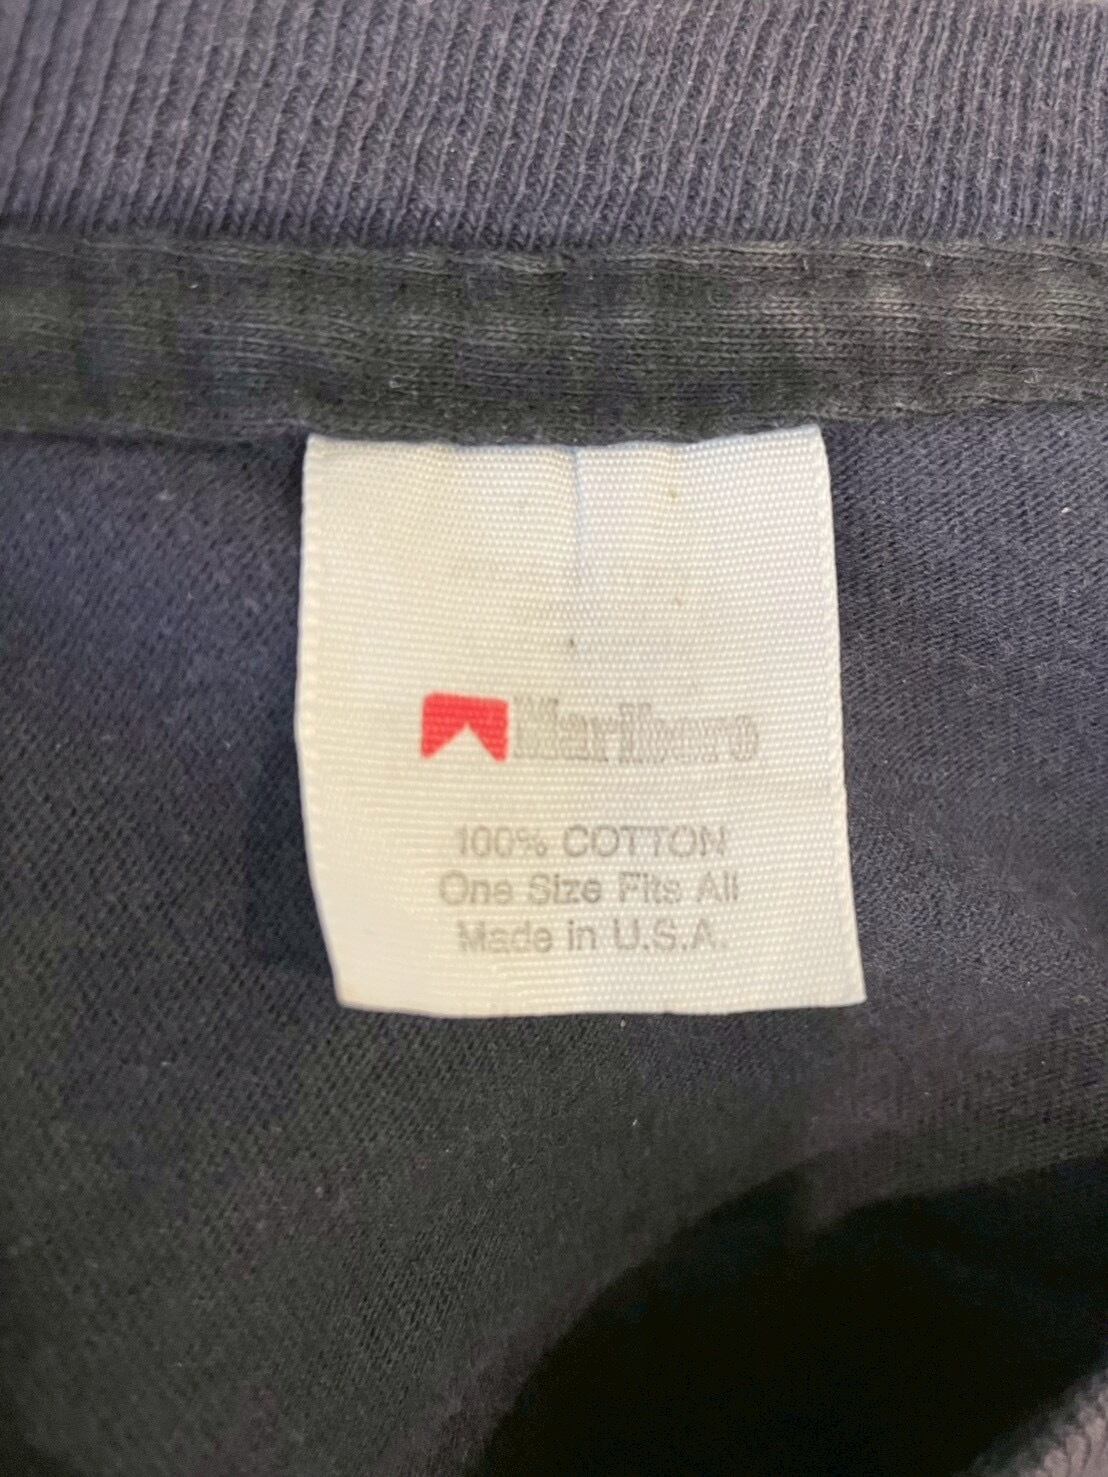 Marlboro
100% COTTON
One Size Fits All
Made in U.S.A.